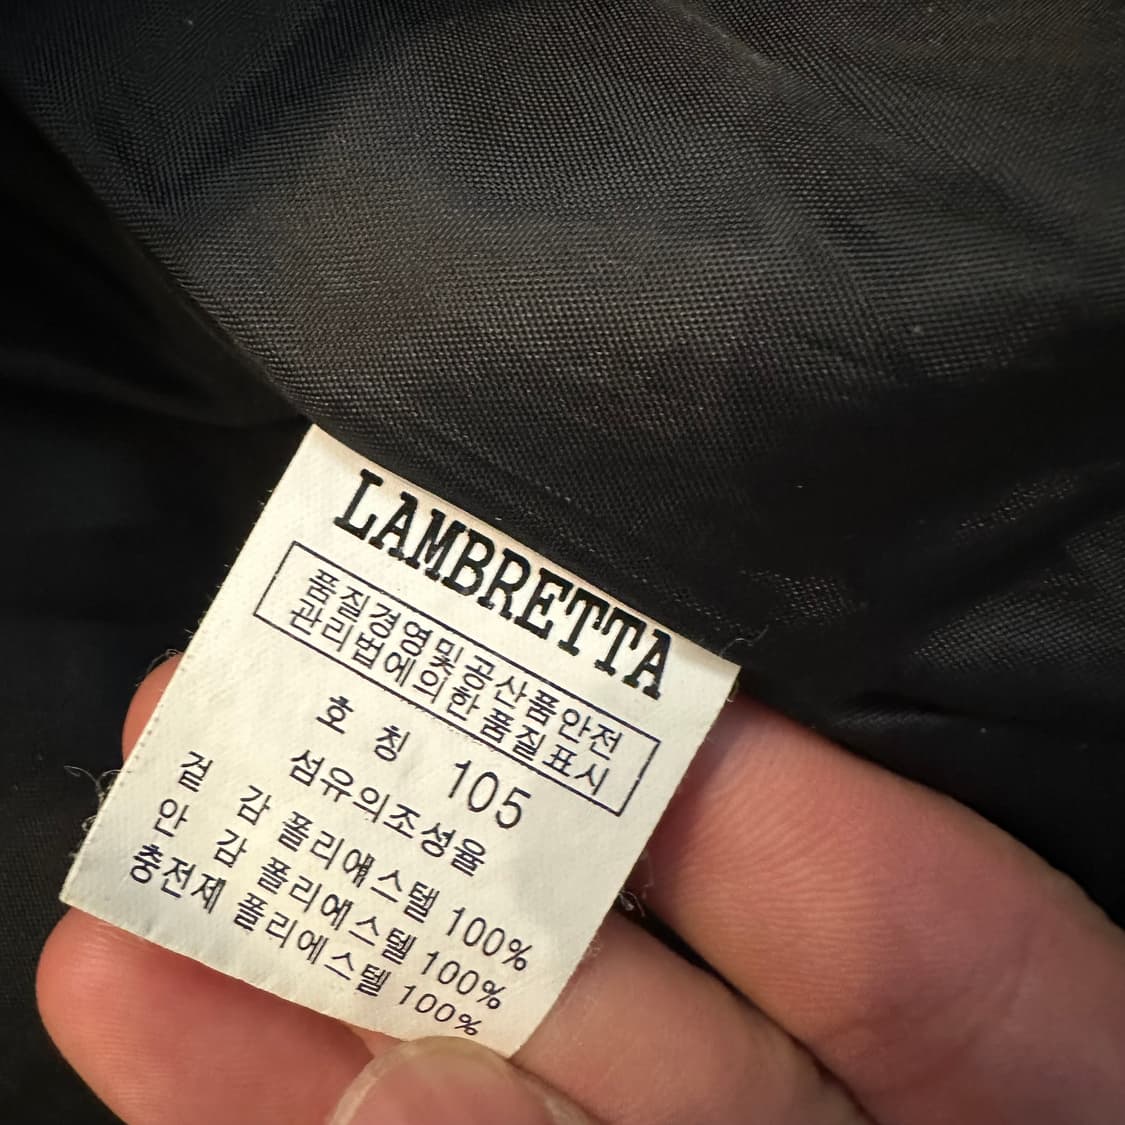 LAMBRETTA
품질경영및공산품안전
관리법에의한품질표시
호 칭 105
섬유의조성율
겉 감 폴리애스텔 100%
안 감 폴리에스텔 100%
충전제 폴리에스텔 100%